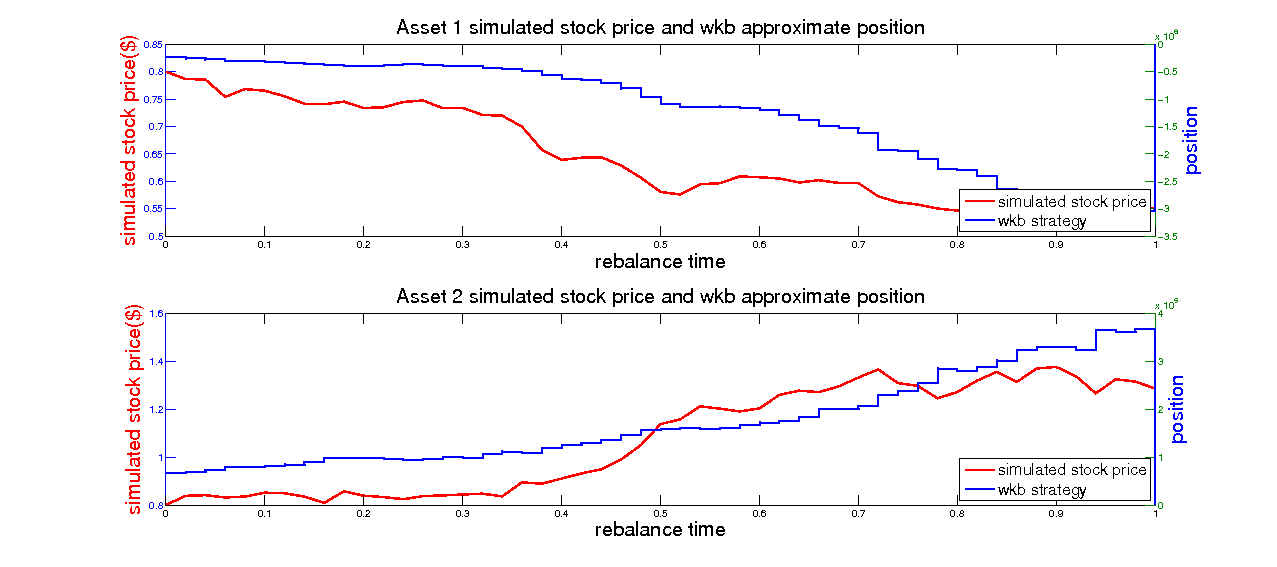 Asset 1 simulated stock price and wkb approximate position
simulated stock price($)
0.85
0.8
0.75
0.7
0.65
0.6
0.55
0.5
0 0.1 0.2 0.3 0.4 0.5 0.6 0.7 0.8 0.9 1
rebalance time
0
-0.5
-1
-1.5
-2
-2.5
-3
-3.5
position
simulated stock price
wkb strategy
Asset 2 simulated stock price and wkb approximate position
simulated stock price($)
1.6
1.4
1.2
1
0.8
0 0.1 0.2 0.3 0.4 0.5 0.6 0.7 0.8 0.9 1
rebalance time
4
3
2
1
0
position
simulated stock price
wkb strategy